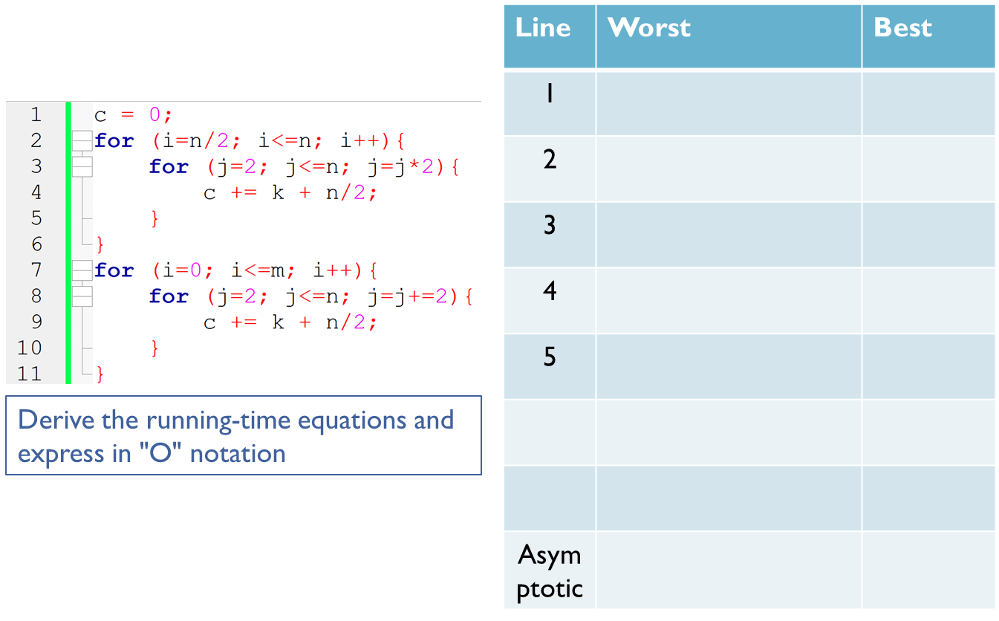 1 c = 0;
2 for (i=n/2; i<=n; i++){
3 for (j=2; j<=n; j=j*2){
4 c += k + n/2;
5 }
6 }
7 for (i=0; i<=m; i++){
8 for (j=2; j<=n; j=j+=2){
9 c += k + n/2;
10 }
11 }
Derive the running-time equations and
express in "O" notation
Line Worst Best
1
2
3
4
5
Asym
ptotic